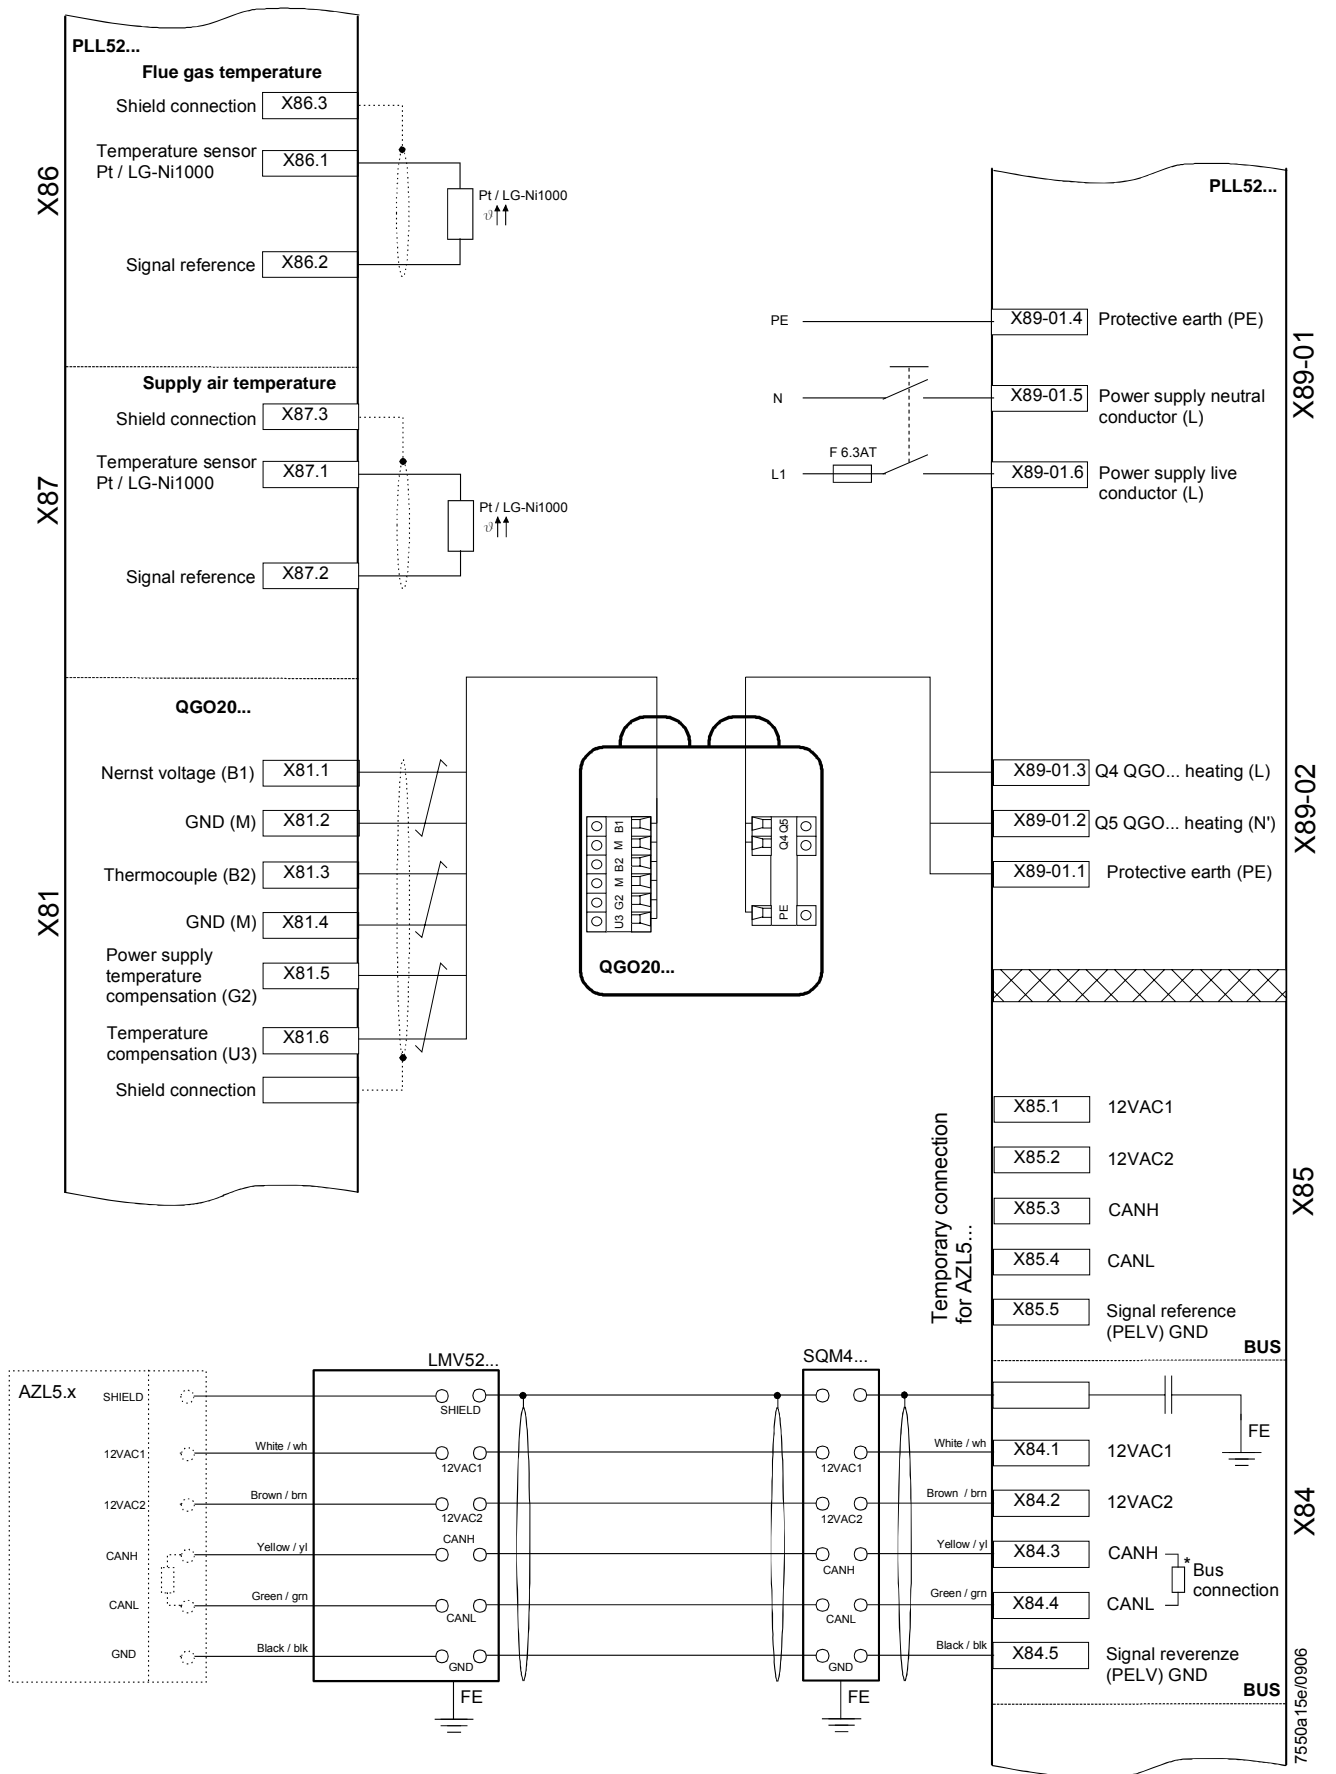 PLL52...
Flue gas temperature
Shield connection X86.3
Temperature sensor
Pt / LG-Ni1000
X86.1
Pt / LG-Ni1000
ϑ
Signal reference X86.2
X86
Supply air temperature
Shield connection X87.3
Temperature sensor
Pt / LG-Ni1000
X87.1
Pt / LG-Ni1000
ϑ
Signal reference X87.2
X87
QGO20...
Nernst voltage (B1) X81.1
GND (M) X81.2
Thermocouple (B2) X81.3
GND (M) X81.4
Power supply
temperature
compensation (G2)
X81.5
Temperature
compensation (U3)
X81.6
Shield connection
X81
B1
M
B2
M
G2
U3
Q5
Q4
PE
QGO20...
PLL52...
PE
X89-01.4 Protective earth (PE)
N
X89-01.5 Power supply neutral
conductor (L)
F 6.3AT
L1
X89-01.6 Power supply live
conductor (L)
X89-01
X89-01.3 Q4 QGO... heating (L)
X89-01.2 Q5 QGO... heating (N')
X89-01.1 Protective earth (PE)
X89-02
Temporary connection
for AZL5...
X85.1 12VAC1
X85.2 12VAC2
X85.3 CANH
X85.4 CANL
X85.5 Signal reference
(PELV) GND
BUS
X85
AZL5.x
SHIELD
12VAC1
12VAC2
CANH
CANL
GND
White / wh
Brown / brn
Yellow / yl
Green / grn
Black / blk
LMV52...
SHIELD
12VAC1
12VAC2
CANH
CANL
GND
FE
SQM4...
12VAC1
12VAC2
CANH
CANL
GND
FE
White / wh
Brown / brn
Yellow / yl
Green / grn
Black / blk
FE
X84.1 12VAC1
X84.2 12VAC2
X84.3 CANH
X84.4 CANL
* Bus
connection
X84.5 Signal reverenze
(PELV) GND
BUS
X84
7550a15e/0906